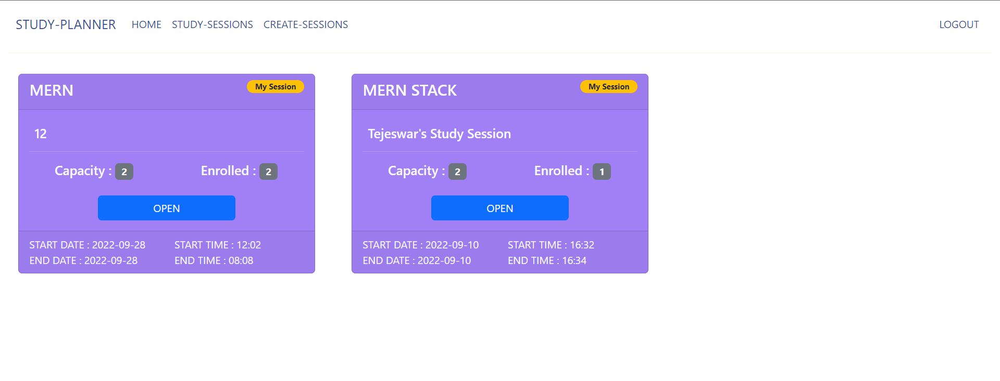 STUDY-PLANNER HOME STUDY-SESSIONS CREATE-SESSIONS LOGOUT
MERN My Session
12
Capacity : 2 Enrolled : 2
OPEN
START DATE : 2022-09-28 START TIME : 12:02
END DATE : 2022-09-28 END TIME : 08:08
MERN STACK My Session
Tejeswar's Study Session
Capacity : 2 Enrolled : 1
OPEN
START DATE : 2022-09-10 START TIME : 16:32
END DATE : 2022-09-10 END TIME : 16:34